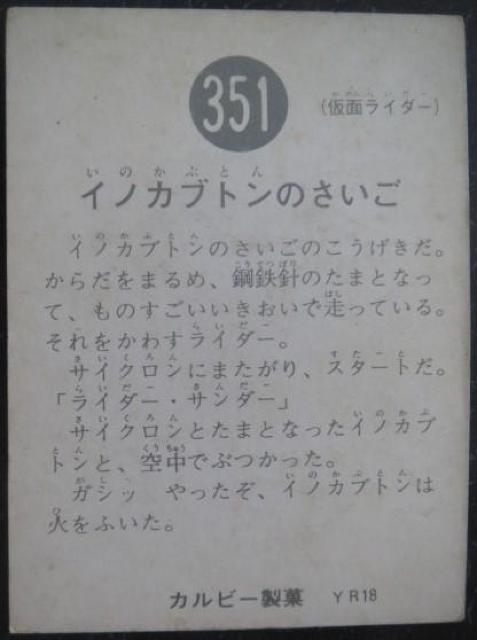 351
(仮面ライダー)
イノカブトンのさいご
イノカブトンのさいごのこうげきだ。
からだをまるめ、鋼鉄針のたまとなっ
て、ものすごいいきおいで走っている。
それをかわすライダー。
サイクロンにまたがり、スタートだ。
「ライダー・サンダー」
サイクロンとたまとなったイノカブ
トンと、空中でぶつかった。
ガシッ やったぞ、イノカブトンは
火をふいた。
カルビー製菓 YR18